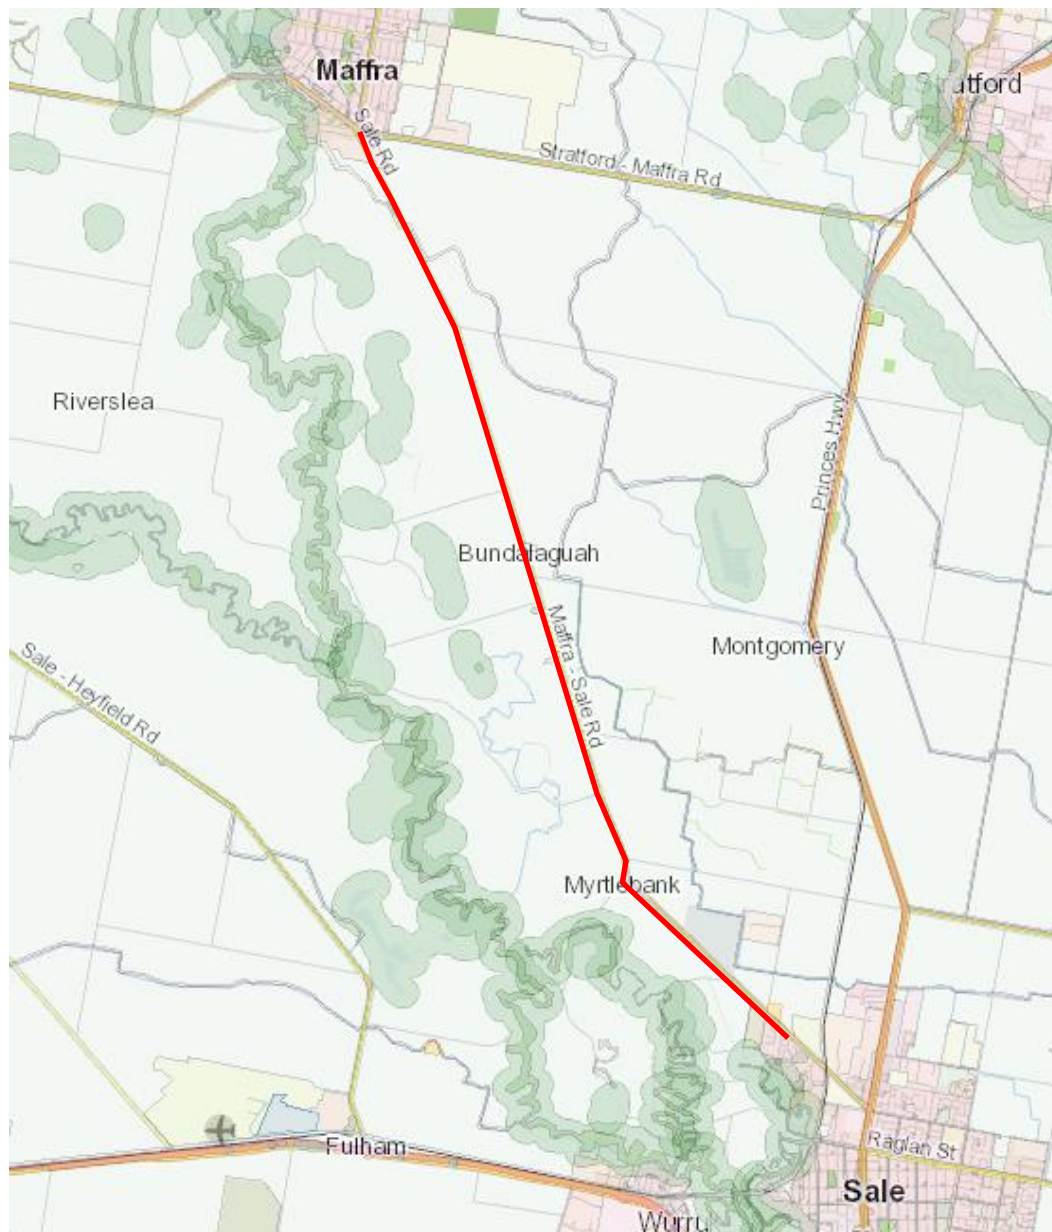 Maffra
Stratford
Sale Rd
Stratford - Maffra Rd
Riverslea
Princes Hwy
Bundalaguah
Maffra - Sale Rd
Montgomery
Sale - Heyfield Rd
Myrtlebank
Fulham
Raglan St
Sale